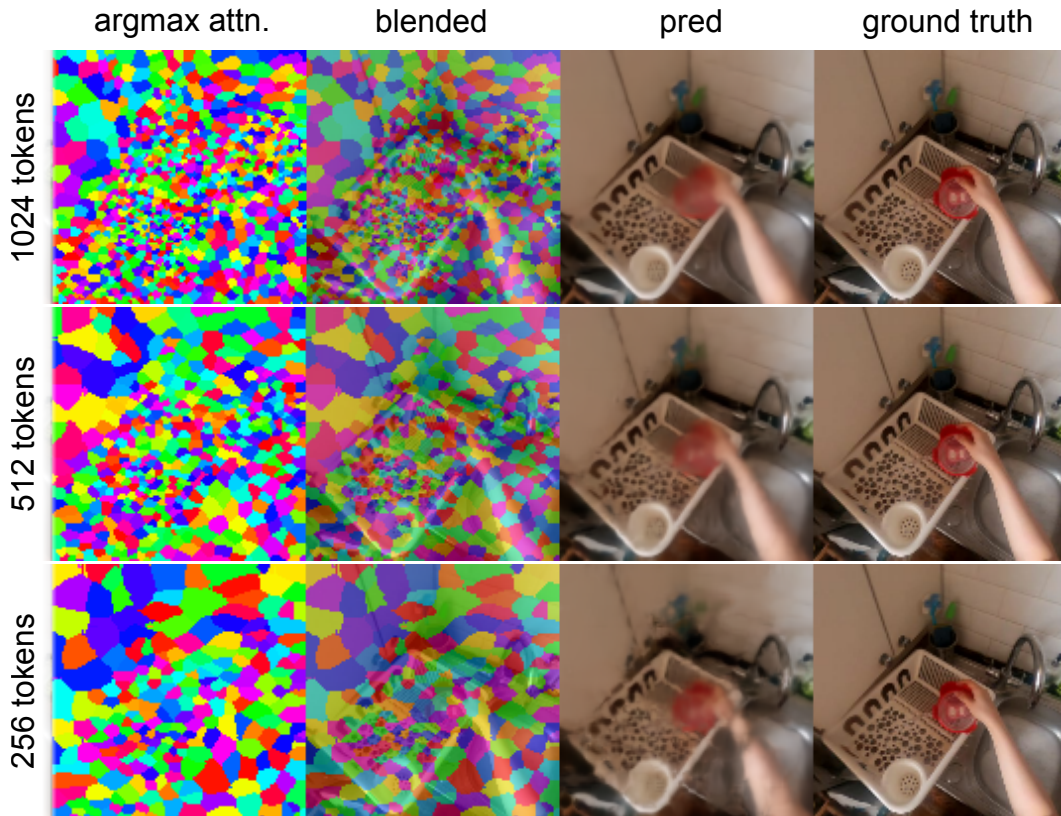 argmax attn. blended pred ground truth
1024 tokens
512 tokens
256 tokens